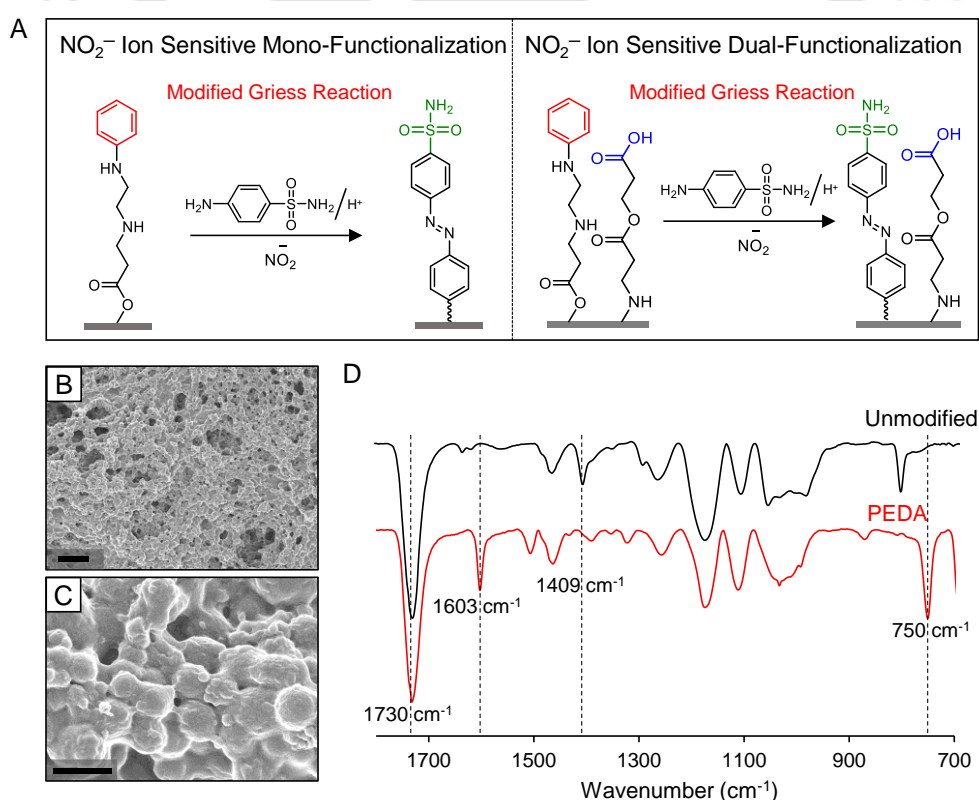 A
NO₂⁻ Ion Sensitive Mono-Functionalization
Modified Griess Reaction
HN
NH
O
O
H₂N
O
S
O
NH₂/H⁺
NO₂⁻
NH₂
O=S=O
N
N
NO₂⁻ Ion Sensitive Dual-Functionalization
Modified Griess Reaction
HN
NH
O
O
OH
O
O
O
NH
H₂N
O
S
O
NH₂/H⁺
NO₂⁻
NH₂
O=S=O
N
N
OH
O
O
O
NH
B
C
D
Unmodified
PEDA
1603 cm⁻¹
1409 cm⁻¹
750 cm⁻¹
1730 cm⁻¹
1700 1500 1300 1100 900 700
Wavenumber (cm⁻¹)